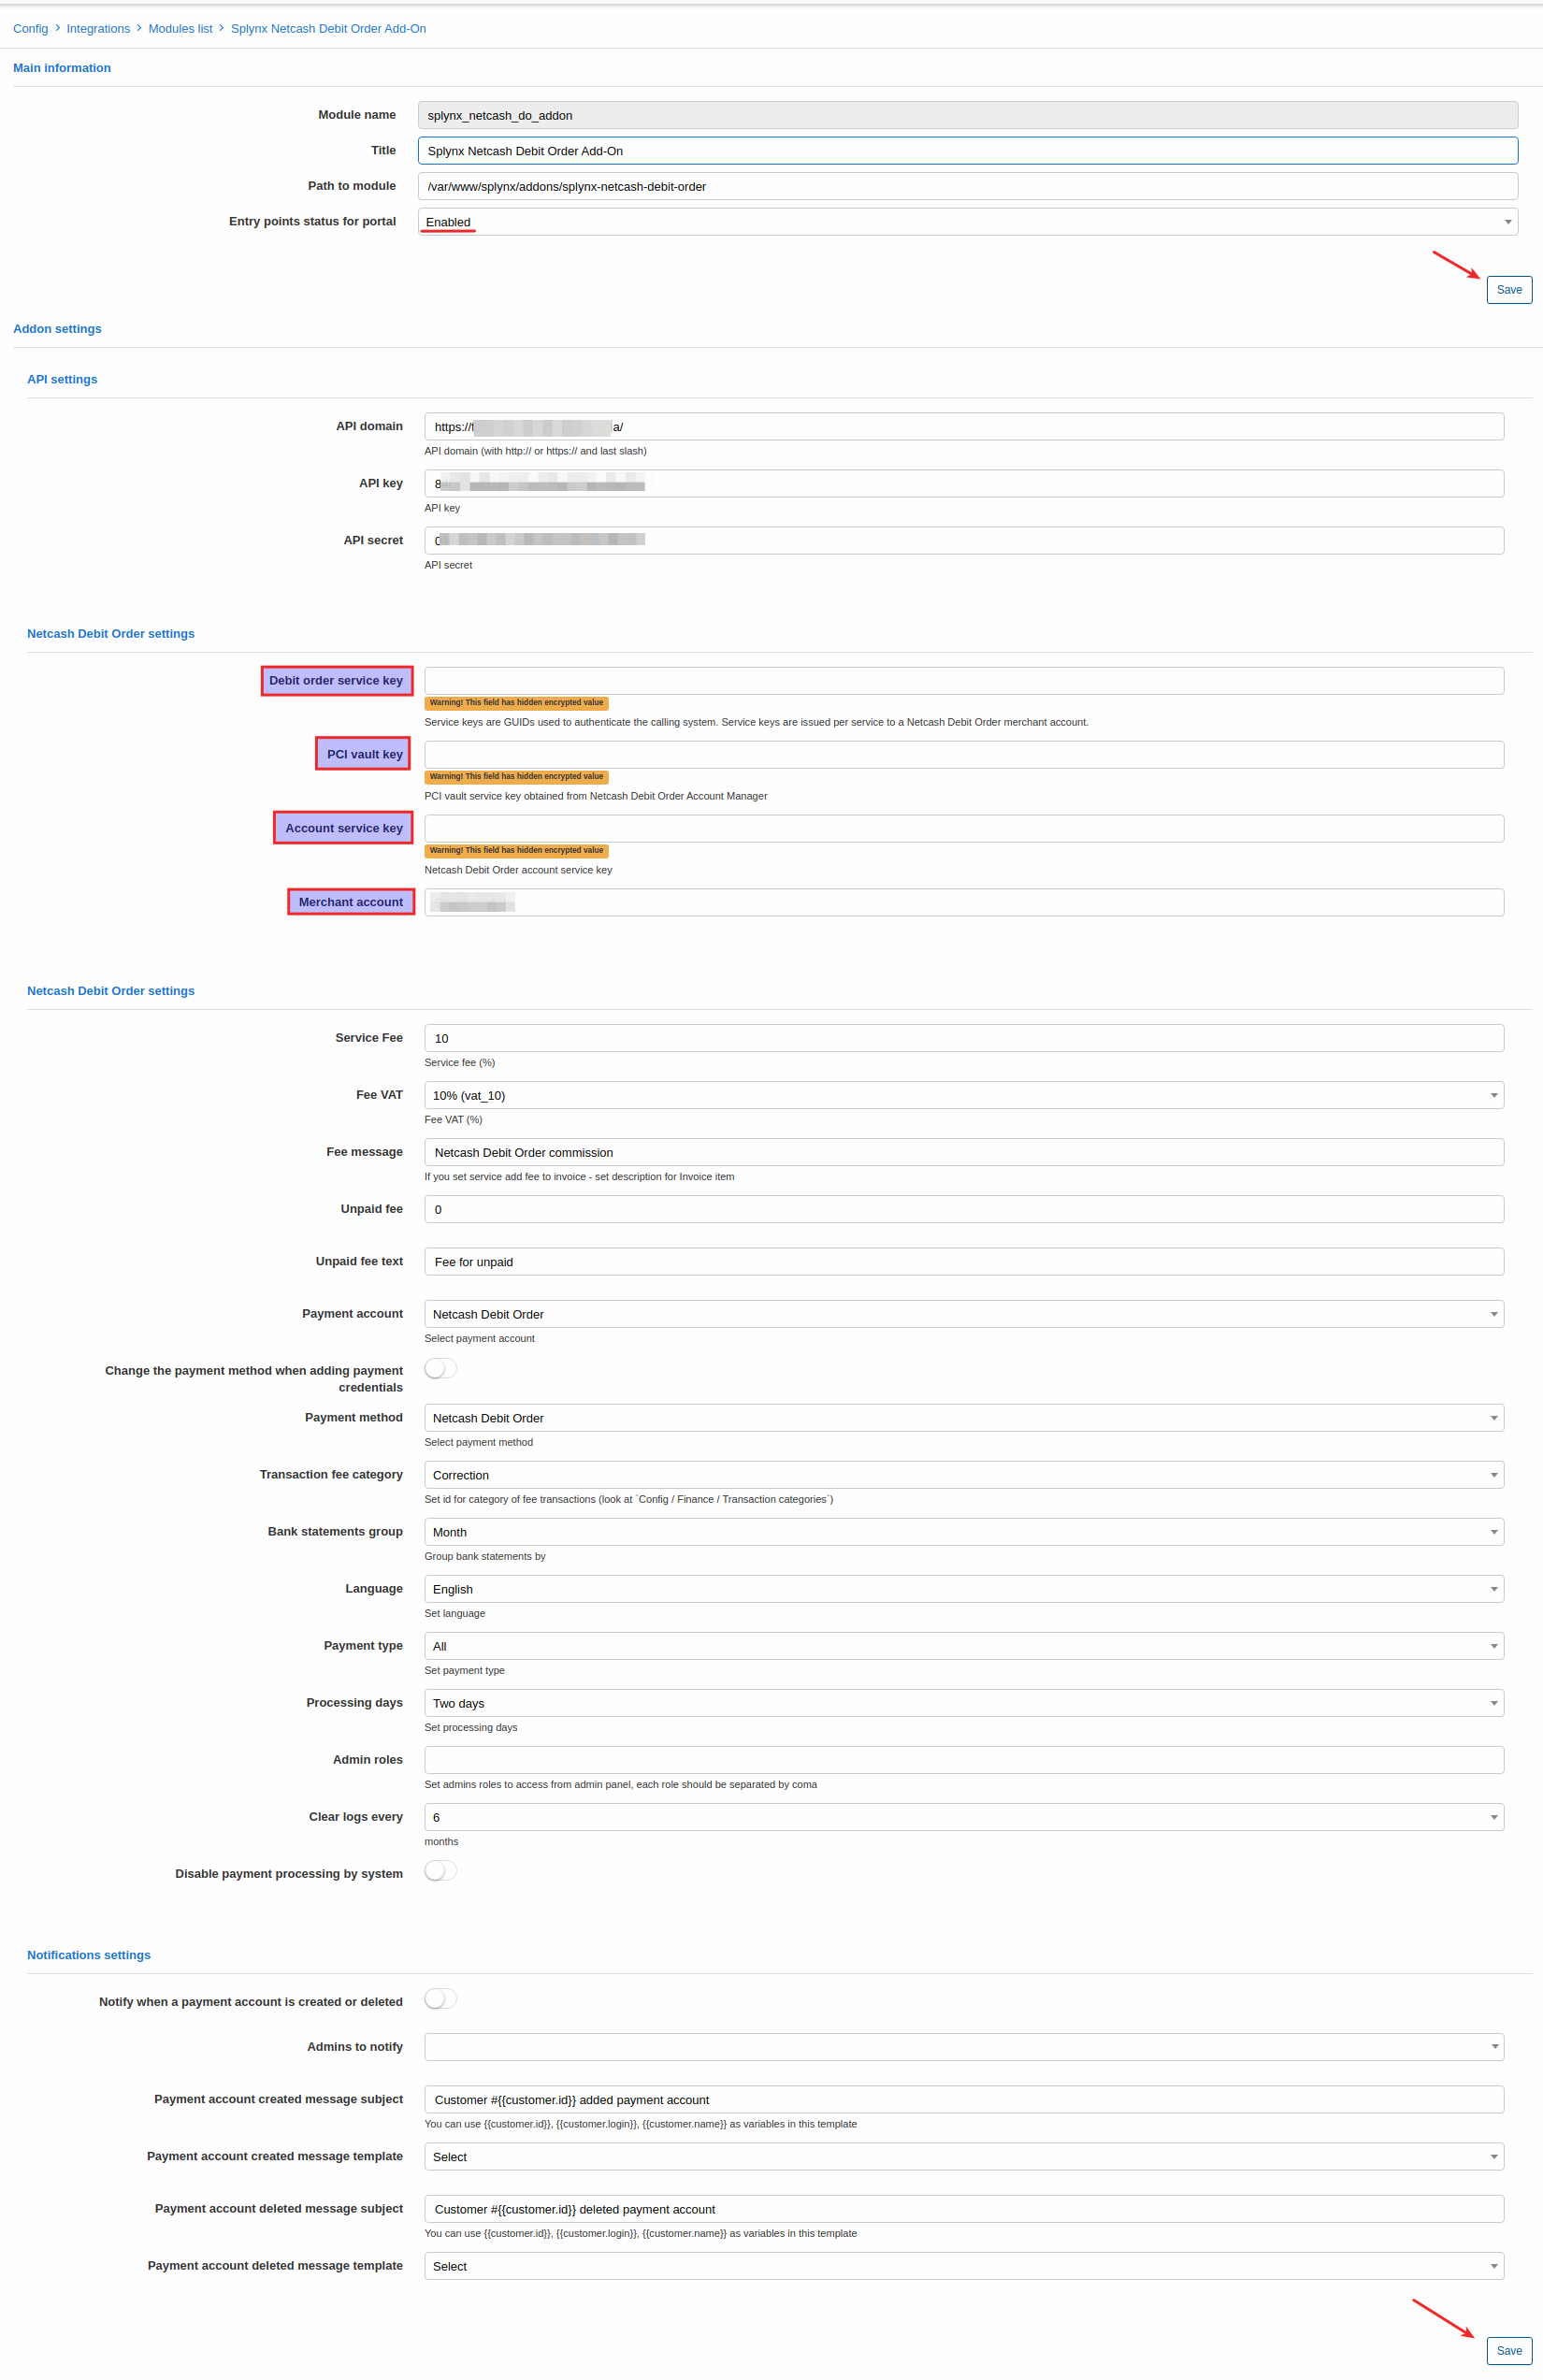 Config > Integrations > Modules list > Splynx Netcash Debit Order Add-On
Main information
Module name splynx_netcash_do_addon
Title Splynx Netcash Debit Order Add-On
Path to module /var/www/splynx/addons/splynx-netcash-debit-order
Entry points status for portal Enabled
Save
Addon settings
API settings
API domain https:// a/
API domain (with http:// or https:// and last slash)
API key 8
API key
API secret
API secret
Netcash Debit Order settings
Debit order service key
Warning! This field has hidden encrypted value
Service keys are GUIDs used to authenticate the calling system. Service keys are issued per service to a Netcash Debit Order merchant account.
PCI vault key
Warning! This field has hidden encrypted value
PCI vault service key obtained from Netcash Debit Order Account Manager
Account service key
Warning! This field has hidden encrypted value
Netcash Debit Order account service key
Merchant account
Netcash Debit Order settings
Service Fee 10
Service fee (%)
Fee VAT 10% (vat_10)
Fee VAT (%)
Fee message Netcash Debit Order commission
If you set service add fee to invoice - set description for Invoice item
Unpaid fee 0
Unpaid fee text Fee for unpaid
Payment account Netcash Debit Order
Select payment account
Change the payment method when adding payment
credentials
Payment method Netcash Debit Order
Select payment method
Transaction fee category Correction
Set id for category of fee transactions (look at `Config / Finance / Transaction categories`)
Bank statements group Month
Group bank statements by
Language English
Set language
Payment type All
Set payment type
Processing days Two days
Set processing days
Admin roles
Set admins roles to access from admin panel, each role should be separated by coma
Clear logs every 6
months
Disable payment processing by system
Notifications settings
Notify when a payment account is created or deleted
Admins to notify
Payment account created message subject Customer #{{customer.id}} added payment account
You can use {{customer.id}}, {{customer.login}}, {{customer.name}} as variables in this template
Payment account created message template Select
Payment account deleted message subject Customer #{{customer.id}} deleted payment account
You can use {{customer.id}}, {{customer.login}}, {{customer.name}} as variables in this template
Payment account deleted message template Select
Save